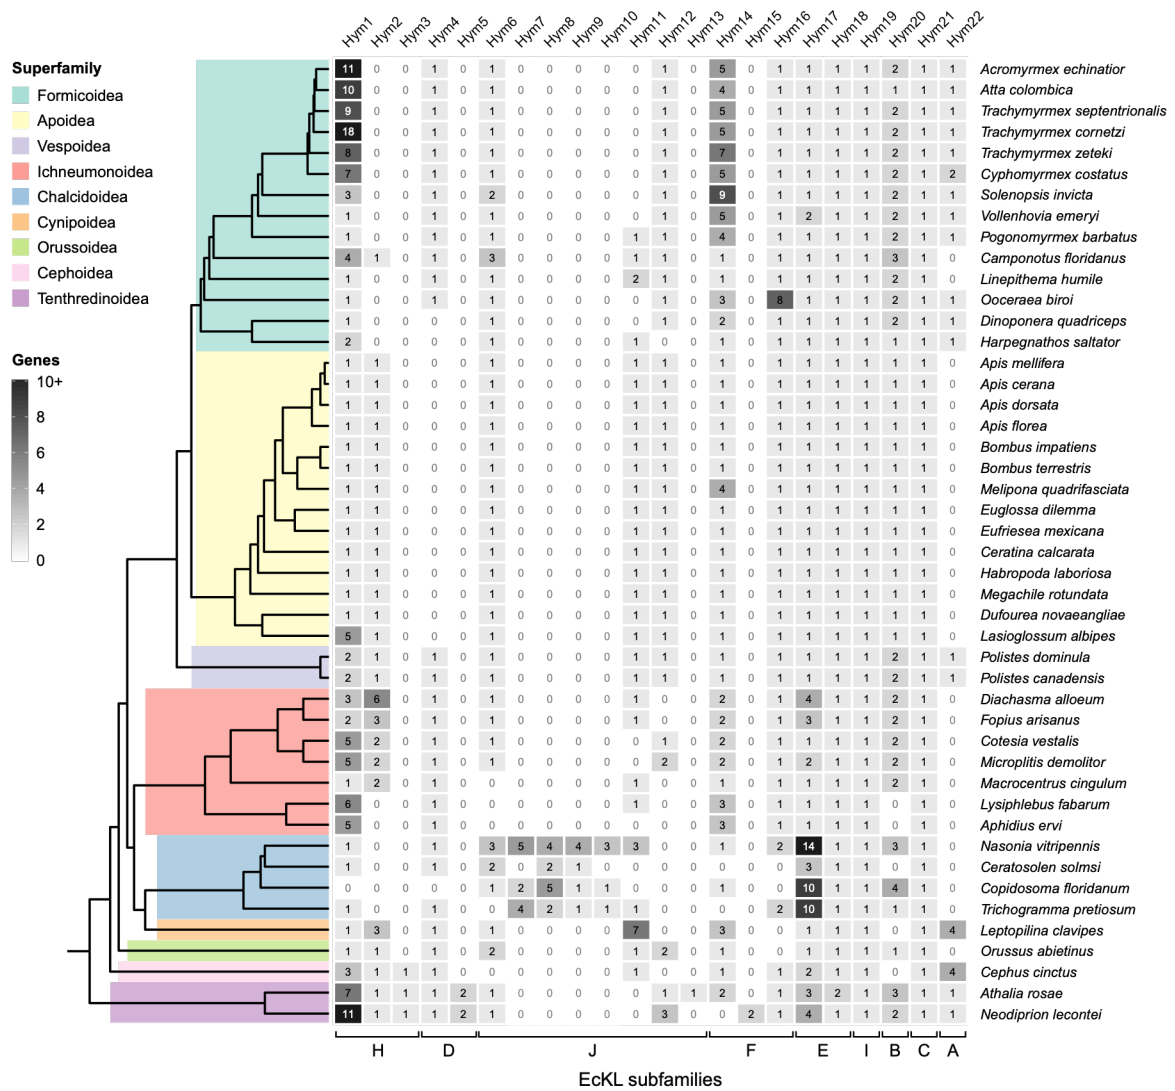 Hym1 Hym2 Hym3 Hym4 Hym5 Hym6 Hym7 Hym8 Hym9 Hym10 Hym11 Hym12 Hym13 Hym14 Hym15 Hym16 Hym17 Hym18 Hym19 Hym20 Hym21 Hym22
Superfamily
Formicoidea
Apoidea
Vespoidea
Ichneumonoidea
Chalcidoidea
Cynipoidea
Orussoidea
Cephoidea
Tenthredinoidea
Genes
10+
8
6
4
2
0
11 0 0 1 0 1 0 0 0 0 0 1 0 5 0 1 1 1 1 2 1 1 Acromyrmex echinatior
10 0 0 1 0 1 0 0 0 0 0 1 0 4 0 1 1 1 1 1 1 1 Atta colombica
9 0 0 1 0 1 0 0 0 0 0 1 0 5 0 1 1 1 1 2 1 1 Trachymyrmex septentrionalis
18 0 0 1 0 1 0 0 0 0 0 1 0 5 0 1 1 1 1 2 1 1 Trachymyrmex cornetzi
8 0 0 1 0 1 0 0 0 0 0 1 0 7 0 1 1 1 1 2 1 1 Trachymyrmex zeteki
7 0 0 1 0 1 0 0 0 0 0 1 0 5 0 1 1 1 1 2 1 2 Cyphomyrmex costatus
3 0 0 1 0 2 0 0 0 0 0 1 0 9 0 1 1 1 1 2 1 1 Solenopsis invicta
1 0 0 1 0 1 0 0 0 0 0 1 0 5 0 1 2 1 1 2 1 1 Vollenhovia emeryi
1 0 0 1 0 1 0 0 0 0 1 1 0 4 0 1 1 1 1 2 1 1 Pogonomyrmex barbatus
4 1 0 1 0 3 0 0 0 0 1 1 0 1 0 1 1 1 1 3 1 0 Camponotus floridanus
1 0 0 1 0 1 0 0 0 0 2 1 0 1 0 1 1 1 1 2 1 0 Linepithema humile
1 0 0 1 0 1 0 0 0 0 0 1 0 3 0 8 1 1 1 2 1 1 Ooceraea biroi
1 0 0 0 0 1 0 0 0 0 0 1 0 2 0 1 1 1 1 2 1 1 Dinoponera quadriceps
2 0 0 0 0 1 0 0 0 0 1 0 0 1 0 1 1 1 1 1 1 1 Harpegnathos saltator
1 1 0 0 0 1 0 0 0 0 1 1 0 1 0 1 1 1 1 1 1 0 Apis mellifera
1 1 0 0 0 1 0 0 0 0 1 1 0 1 0 1 1 1 1 1 1 0 Apis cerana
1 1 0 0 0 1 0 0 0 0 1 1 0 1 0 1 1 1 1 1 1 0 Apis dorsata
1 1 0 0 0 1 0 0 0 0 1 1 0 1 0 1 1 1 1 1 1 0 Apis florea
1 1 0 0 0 1 0 0 0 0 1 1 0 1 0 1 1 1 1 1 1 0 Bombus impatiens
1 1 0 0 0 1 0 0 0 0 1 1 0 1 0 1 1 1 1 1 1 0 Bombus terrestris
1 1 0 0 0 1 0 0 0 0 1 1 0 4 0 1 1 1 1 1 1 0 Melipona quadrifasciata
1 1 0 0 0 1 0 0 0 0 1 1 0 1 0 1 1 1 1 1 1 0 Euglossa dilemma
1 1 0 0 0 1 0 0 0 0 1 1 0 1 0 1 1 1 1 1 1 0 Eufriesea mexicana
1 1 0 0 0 1 0 0 0 0 1 1 0 1 0 1 1 1 1 1 1 0 Ceratina calcarata
1 1 0 0 0 1 0 0 0 0 1 1 0 1 0 1 1 1 1 1 1 0 Habropoda laboriosa
1 1 0 0 0 1 0 0 0 0 1 1 0 1 0 1 1 1 1 1 1 0 Megachile rotundata
1 1 0 0 0 1 0 0 0 0 1 1 0 1 0 1 1 1 1 1 1 0 Dufourea novaeangliae
5 1 0 0 0 1 0 0 0 0 1 1 0 1 0 1 1 1 1 1 1 0 Lasioglossum albipes
2 1 0 1 0 1 0 0 0 0 1 1 0 1 0 1 1 1 1 2 1 1 Polistes dominula
2 1 0 1 0 1 0 0 0 0 1 1 0 1 0 1 1 1 1 2 1 1 Polistes canadensis
3 6 0 1 0 1 0 0 0 0 1 0 0 2 0 1 4 1 1 2 1 0 Diachasma alloeum
2 3 0 1 0 1 0 0 0 0 1 0 0 2 0 1 3 1 1 2 1 0 Fopius arisanus
5 2 0 1 0 1 0 0 0 0 0 1 0 2 0 1 1 1 1 2 1 0 Cotesia vestalis
5 2 0 1 0 1 0 0 0 0 0 2 0 2 0 1 2 1 1 2 1 0 Microplitis demolitor
1 2 0 1 0 0 0 0 0 0 1 0 0 1 0 1 1 1 1 2 1 0 Macrocentrus cingulum
6 0 0 1 0 0 0 0 0 0 1 0 0 3 0 1 1 1 1 0 1 0 Lysiphlebus fabarum
5 0 0 1 0 0 0 0 0 0 0 0 0 3 0 1 1 1 1 0 1 0 Aphidius ervi
1 0 0 1 0 3 5 4 4 3 3 0 0 1 0 2 14 1 1 3 1 0 Nasonia vitripennis
1 0 0 1 0 2 0 2 1 0 0 0 0 0 0 0 3 1 1 0 1 0 Ceratosolen solmsi
0 0 0 0 0 1 2 5 1 1 0 0 0 1 0 0 10 1 1 4 1 0 Copidosoma floridanum
1 0 0 1 0 0 4 2 1 1 1 0 0 0 0 2 10 1 1 1 1 0 Trichogramma pretiosum
1 3 0 1 0 1 0 0 0 0 7 0 0 3 0 0 1 1 1 0 1 4 Leptopilina clavipes
1 1 0 1 0 2 0 0 0 0 1 2 0 1 0 0 1 1 1 1 1 0 Orussus abietinus
3 1 1 1 0 0 0 0 0 0 1 0 0 1 0 1 2 1 1 0 1 4 Cephus cinctus
7 1 1 1 2 1 0 0 0 0 0 1 1 2 0 1 3 2 1 3 1 1 Athalia rosae
11 1 1 1 2 1 0 0 0 0 0 3 0 0 2 1 4 1 1 2 1 1 Neodiprion lecontei
H D J F E I B C A
EcKL subfamilies